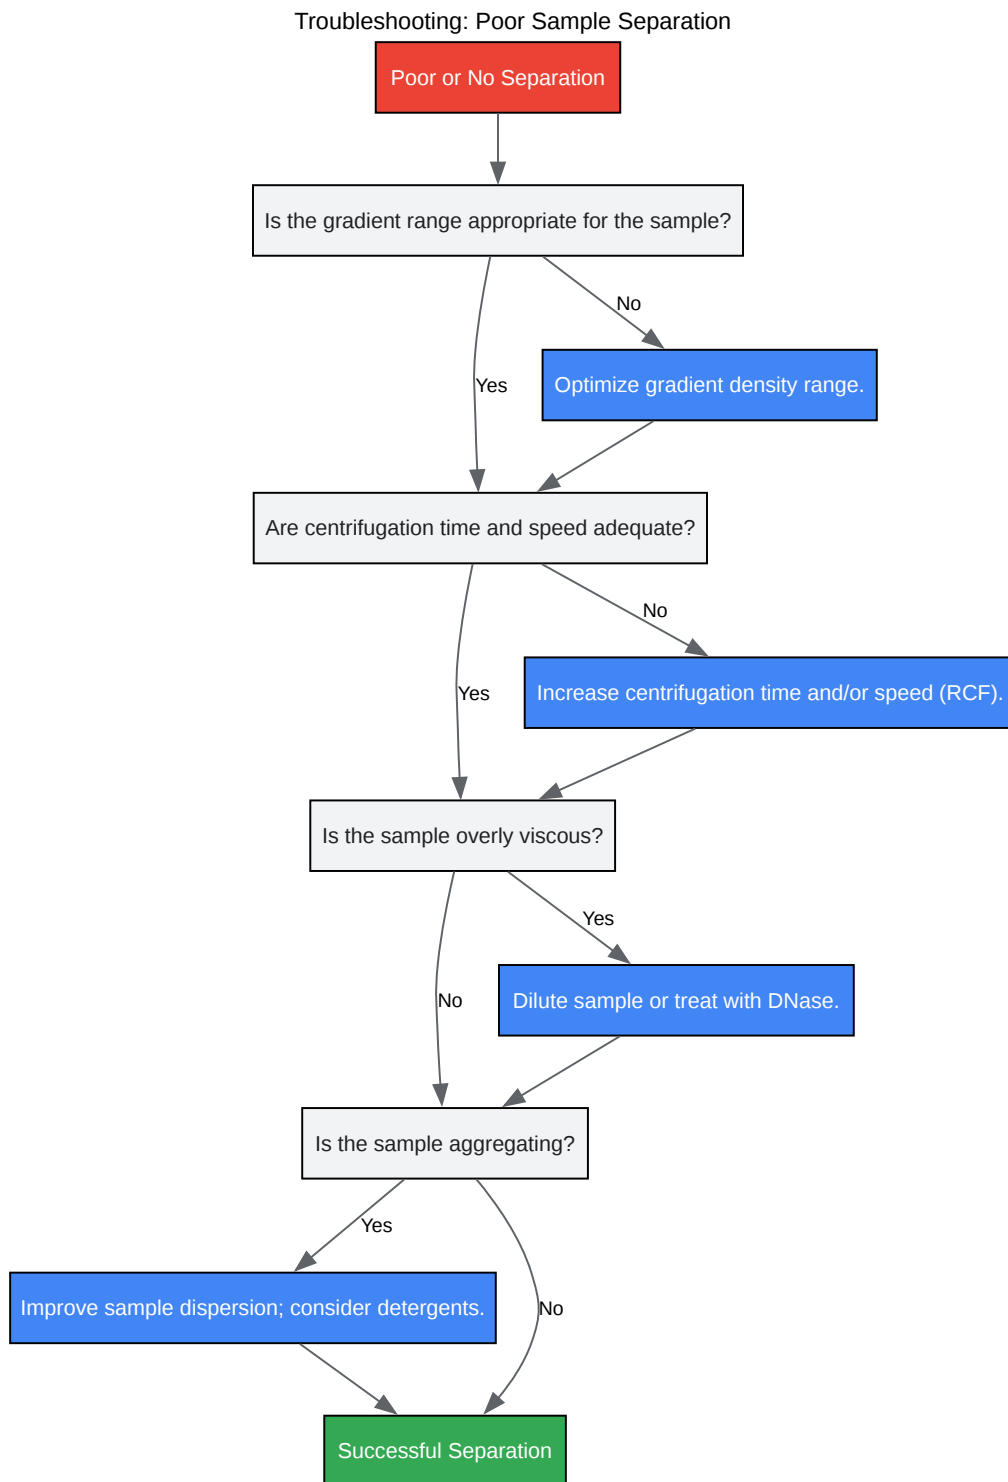 Troubleshooting: Poor Sample Separation
Poor or No Separation
Is the gradient range appropriate for the sample?
No
Yes
Optimize gradient density range.
Are centrifugation time and speed adequate?
No
Yes
Increase centrifugation time and/or speed (RCF).
Is the sample overly viscous?
Yes
No
Dilute sample or treat with DNase.
Is the sample aggregating?
Yes
No
Improve sample dispersion; consider detergents.
Successful Separation